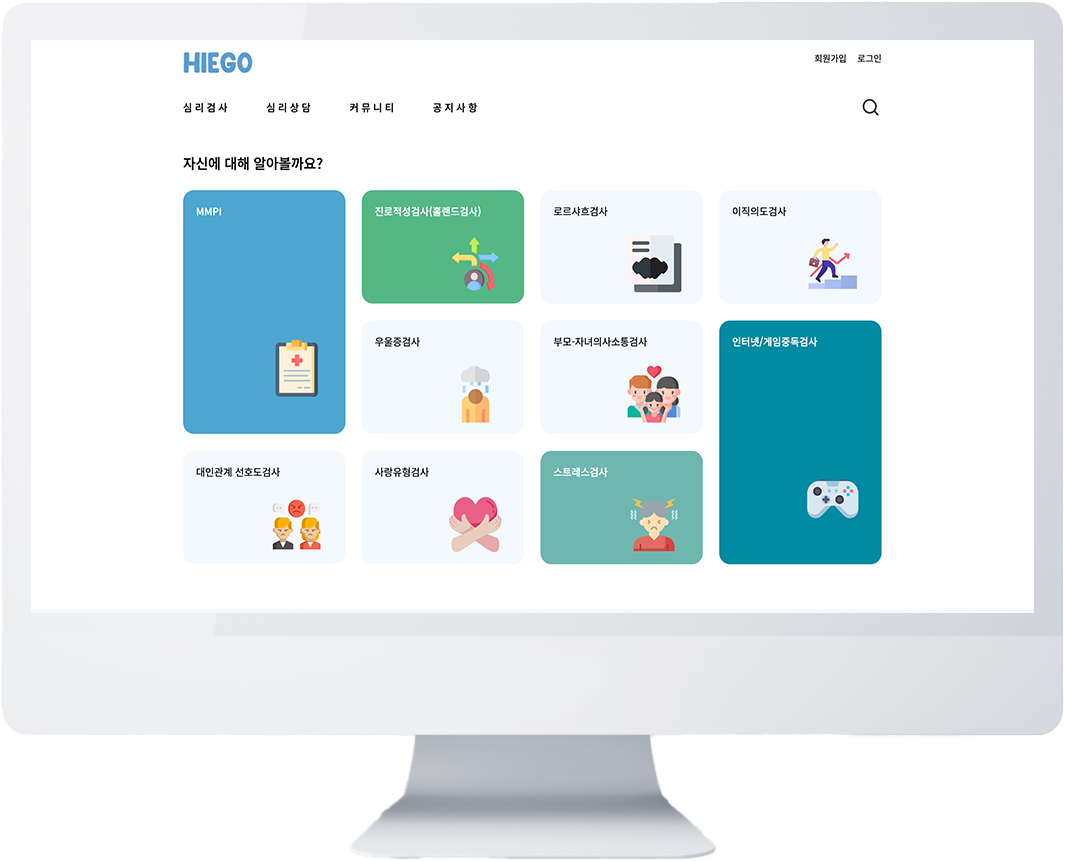 HIEGO
회원가입 로그인
심리검사 심리상담 커뮤니티 공지사항
자신에 대해 알아볼까요?
MMPI
진로적성검사(홀랜드검사)
로르샤흐검사
이직의도검사
우울증검사
부모-자녀의사소통검사
인터넷/게임중독검사
대인관계 선호도검사
사랑유형검사
스트레스검사